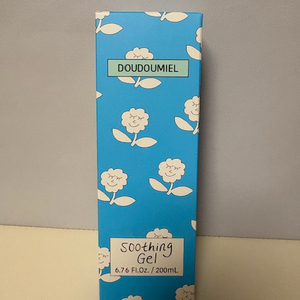 DOUDOUMIEL
Soothing
Gel
6.76 Fl.Oz. / 200mL